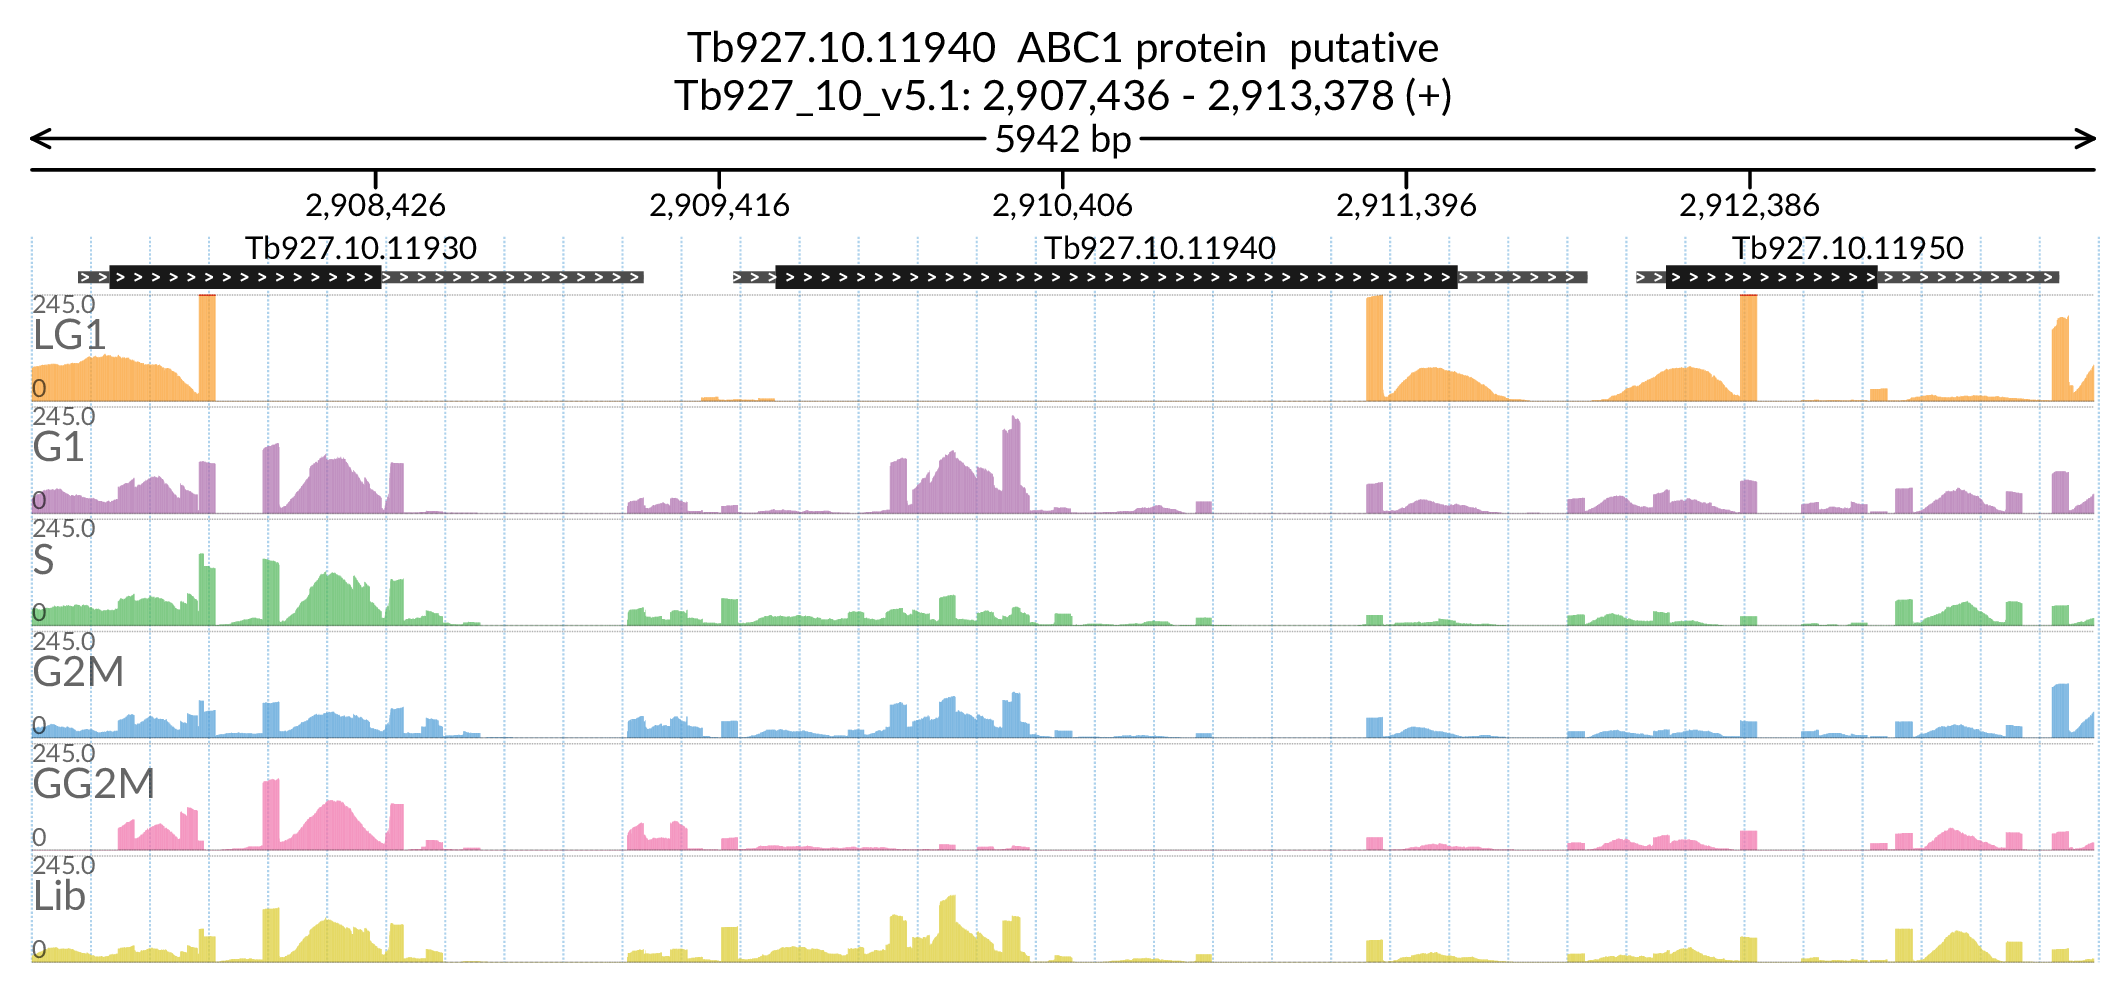 Tb927.10.11940 ABC1 protein putative
Tb927_10_v5.1: 2,907,436 - 2,913,378 (+)
5942 bp
2,908,426 2,909,416 2,910,406 2,911,396 2,912,386
Tb927.10.11930 Tb927.10.11940 Tb927.10.11950
245.0
LG1
0
245.0
G1
0
245.0
S
0
245.0
G2M
0
245.0
GG2M
0
245.0
Lib
0